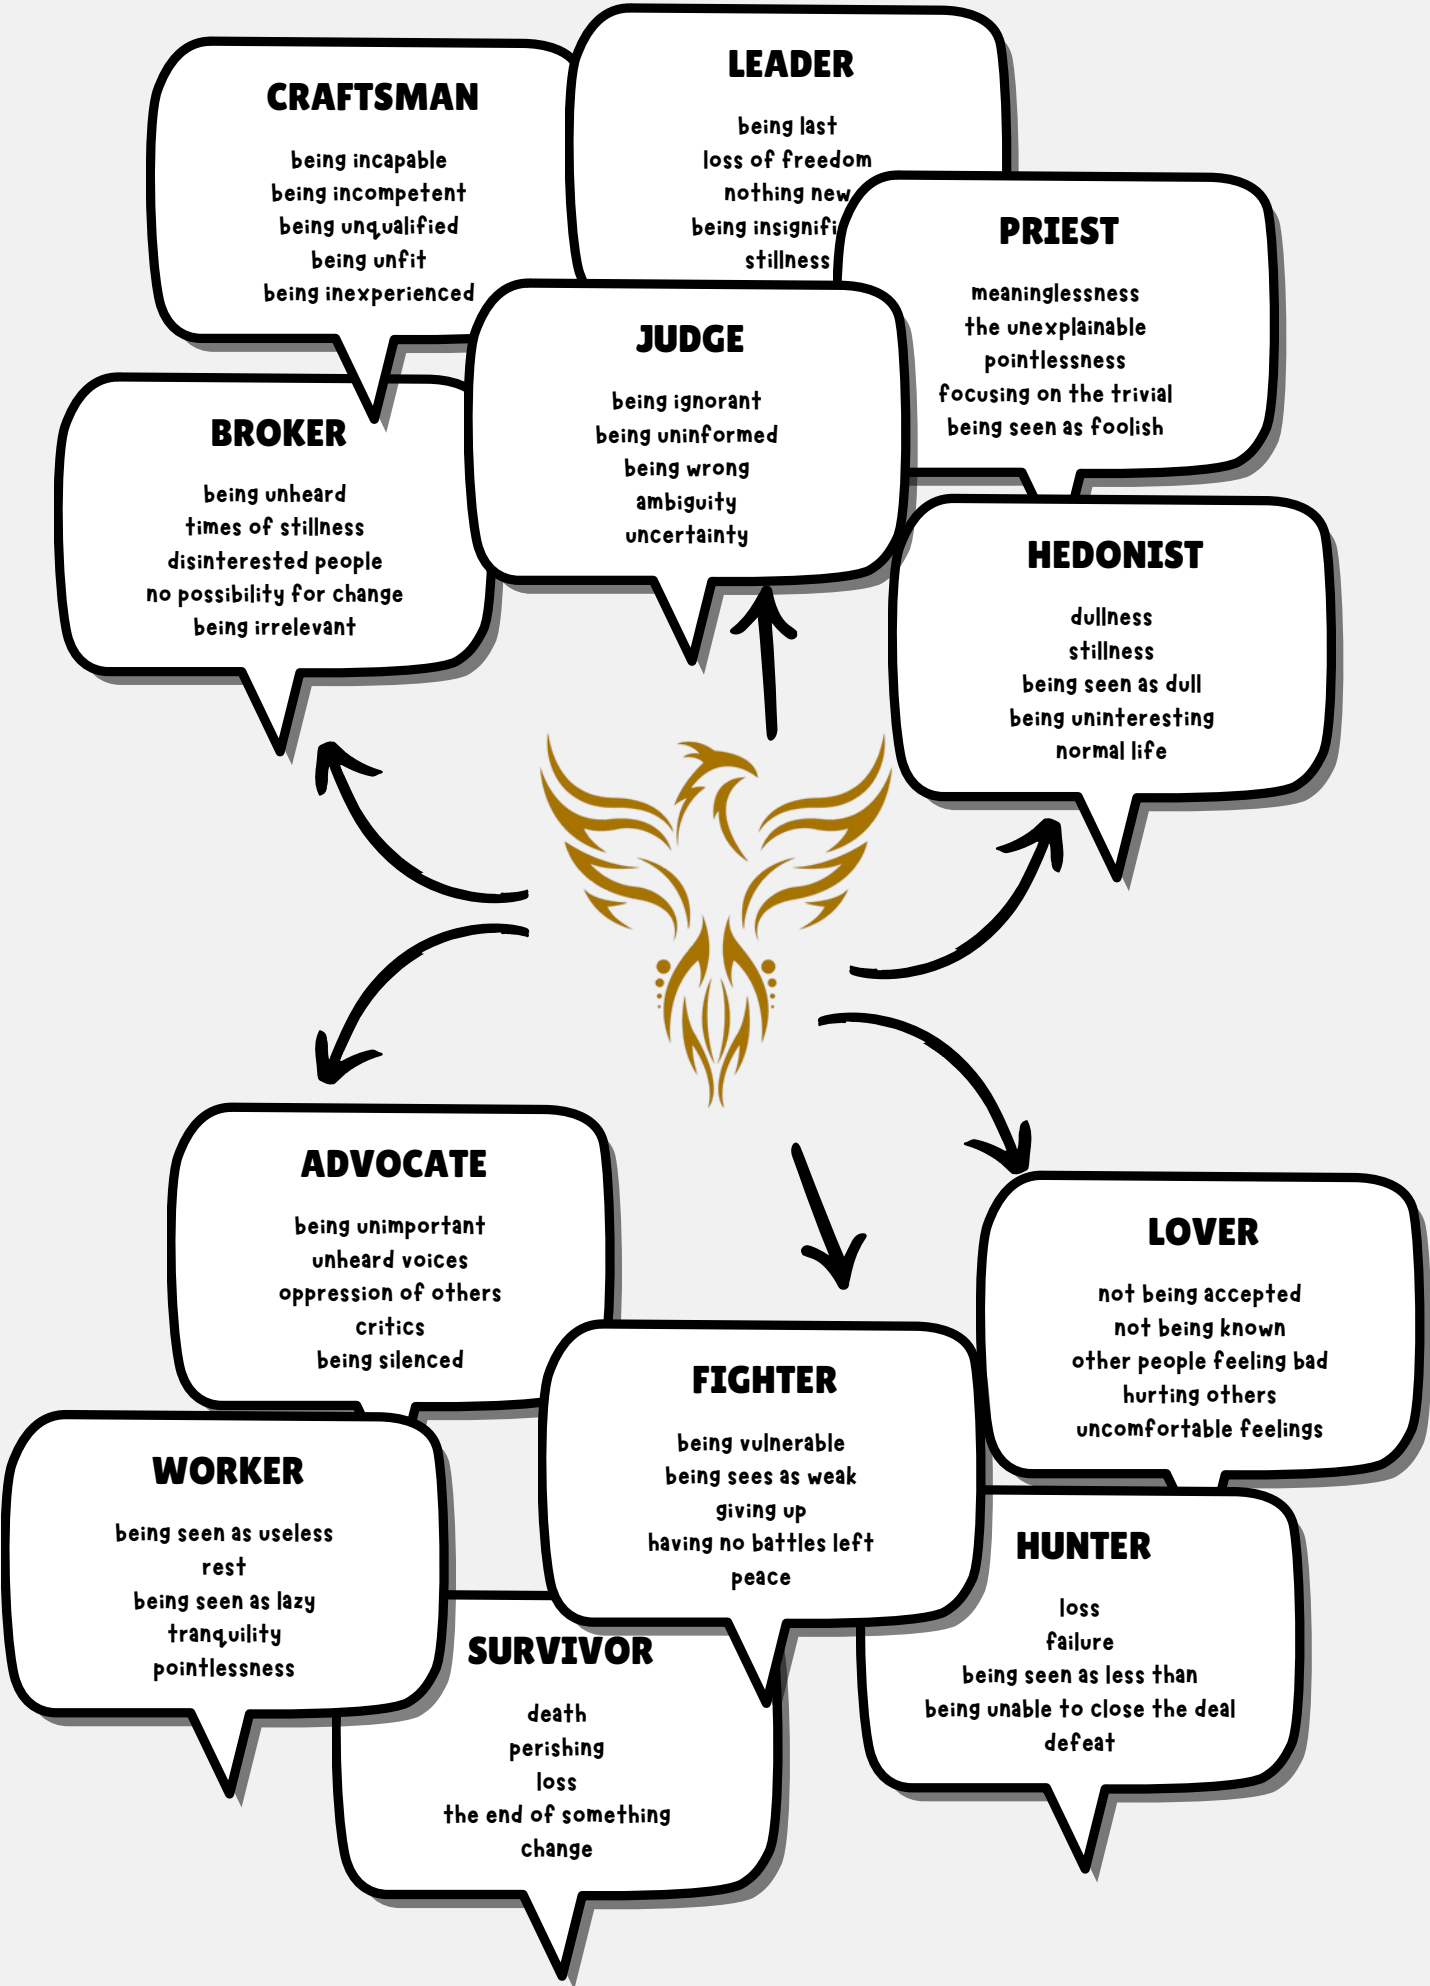 CRAFTSMAN
being incapable
being incompetent
being unqualified
being unfit
being inexperienced
LEADER
being last
loss of freedom
nothing new
being
stillness
PRIEST
meaninglessness
the unexplainable
pointlessness
focusing on the trivial
being seen as foolish
JUDGE
being ignorant
being uninformed
being wrong
ambiguity
uncertainty
BROKER
being unheard
times of stillness
disinterested people
no possibility for change
being irrelevant
HEDONIST
dullness
stillness
being seen as dull
being uninteresting
normal life
ADVOCATE
being unimportant
unheard voices
oppression of others
critics
being silenced
LOVER
not being accepted
not being known
other people feeling bad
hurting others
uncomfortable feelings
FIGHTER
being vulnerable
being sees as weak
giving up
having no battles left
peace
WORKER
being seen as useless
rest
being seen as lazy
tranquility
pointlessness
HUNTER
loss
failure
being seen as less than
being unable to close the deal
defeat
SURVIVOR
death
perishing
loss
the end of something
change